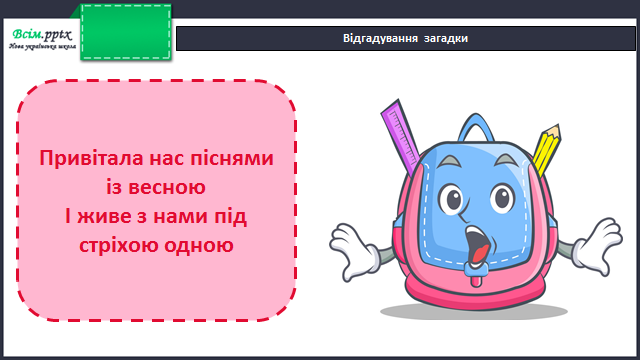 Всім.pptx
Нова українська школа
Відгадування загадки
Привітала нас піснями
із весною
І живе з нами під
стріхою одною